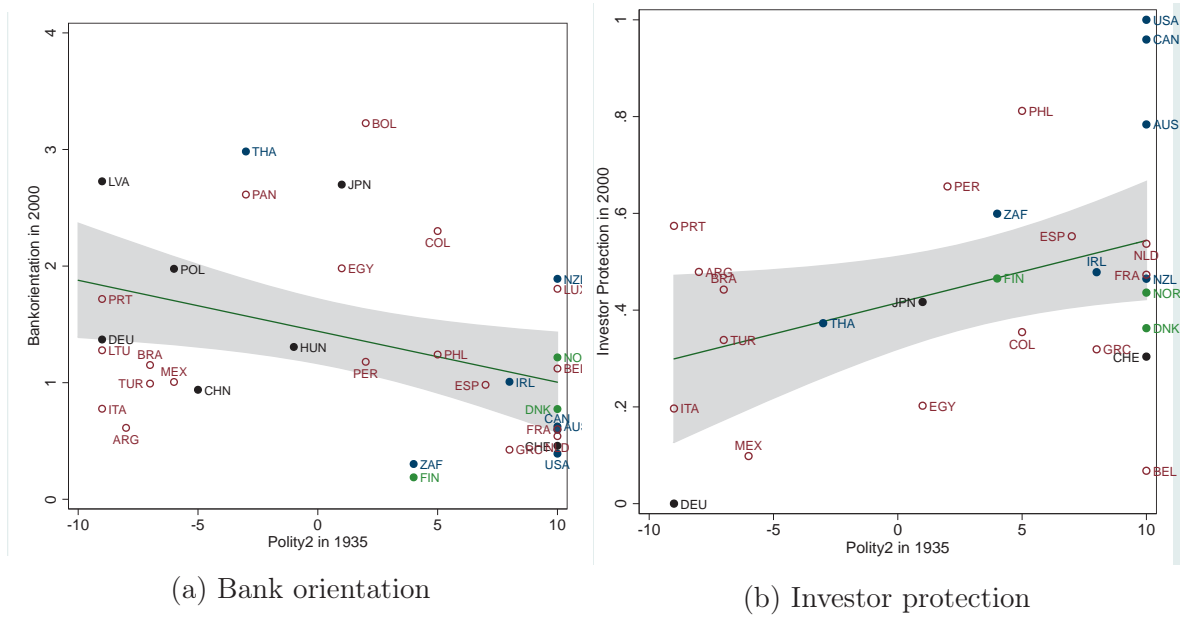 4
3
2
1
0
Bankorientation in 2000
BOL
THA
LVA
JPN
PAN
COL
POL
EGY
NZL
LUX
PRT
DEU
LTU
BRA
HUN
PHL
NO
MEX
PER
BEL
TUR
CHN
ESP
IRL
ITA
DNK
CAN
ARG
FRA
AUS
CHE
GRC
NLD
ZAF
USA
FIN
-10 -5 0 5 10
Polity2 in 1935
(a) Bank orientation
1
.8
.6
.4
.2
0
Investor Protection in 2000
USA
CAN
PHL
AUS
PER
ZAF
PRT
ESP
NLD
ARG
BRA
IRL
FRA
NZL
FIN
NOR
JPN
THA
DNK
TUR
COL
GRC
CHE
ITA
EGY
MEX
BEL
DEU
-10 -5 0 5 10
Polity2 in 1935
(b) Investor protection